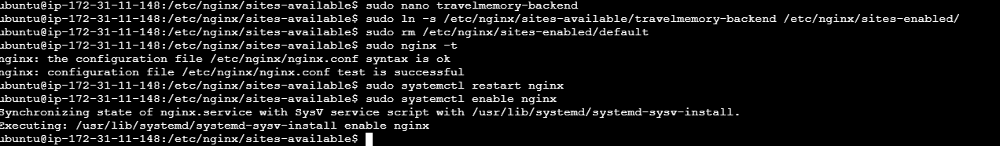 ubuntu@ip-172-31-11-148:/etc/nginx/sites-available$ sudo nano travelmemory-backend
ubuntu@ip-172-31-11-148:/etc/nginx/sites-available$ sudo ln -s /etc/nginx/sites-available/travelmemory-backend /etc/nginx/sites-enabled/
ubuntu@ip-172-31-11-148:/etc/nginx/sites-available$ sudo rm /etc/nginx/sites-enabled/default
ubuntu@ip-172-31-11-148:/etc/nginx/sites-available$ sudo nginx -t
nginx: the configuration file /etc/nginx/nginx.conf syntax is ok
nginx: configuration file /etc/nginx/nginx.conf test is successful
ubuntu@ip-172-31-11-148:/etc/nginx/sites-available$ sudo systemctl restart nginx
ubuntu@ip-172-31-11-148:/etc/nginx/sites-available$ sudo systemctl enable nginx
Synchronizing state of nginx.service with SysV service script with /usr/lib/systemd/systemd-sysv-install.
Executing: /usr/lib/systemd/systemd-sysv-install enable nginx
ubuntu@ip-172-31-11-148:/etc/nginx/sites-available$